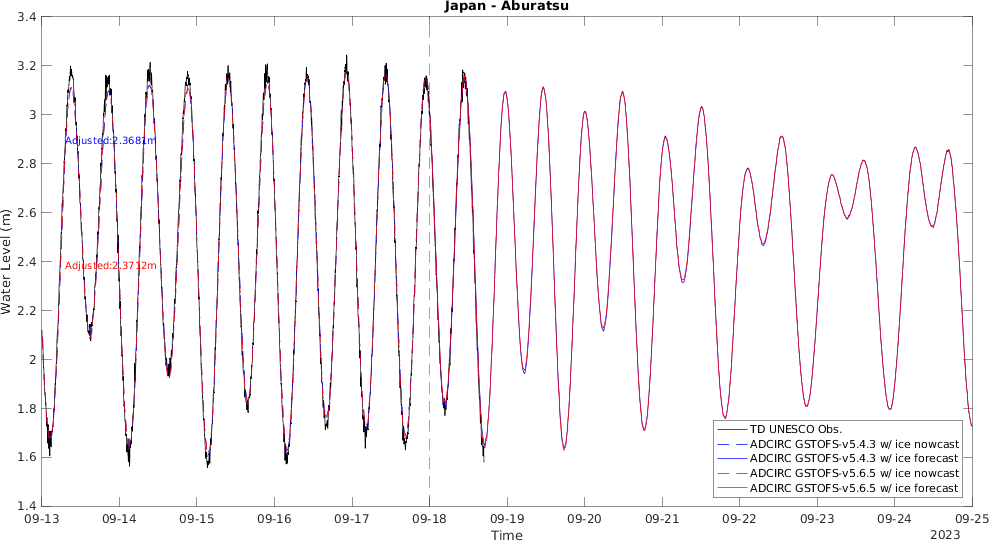 Japan - Aburatsu
3.4
3.2
3
2.8
2.6
2.4
2.2
2
1.8
1.6
1.4
Water Level (m)
Adjusted:2.3681m
Adjusted:2.3712m
TD UNESCO Obs.
ADCIRC GSTOFS-v5.4.3 w/ ice nowcast
ADCIRC GSTOFS-v5.4.3 w/ ice forecast
ADCIRC GSTOFS-v5.6.5 w/ ice nowcast
ADCIRC GSTOFS-v5.6.5 w/ ice forecast
09-13 09-14 09-15 09-16 09-17 09-18 09-19 09-20 09-21 09-22 09-23 09-24 09-25
Time
2023